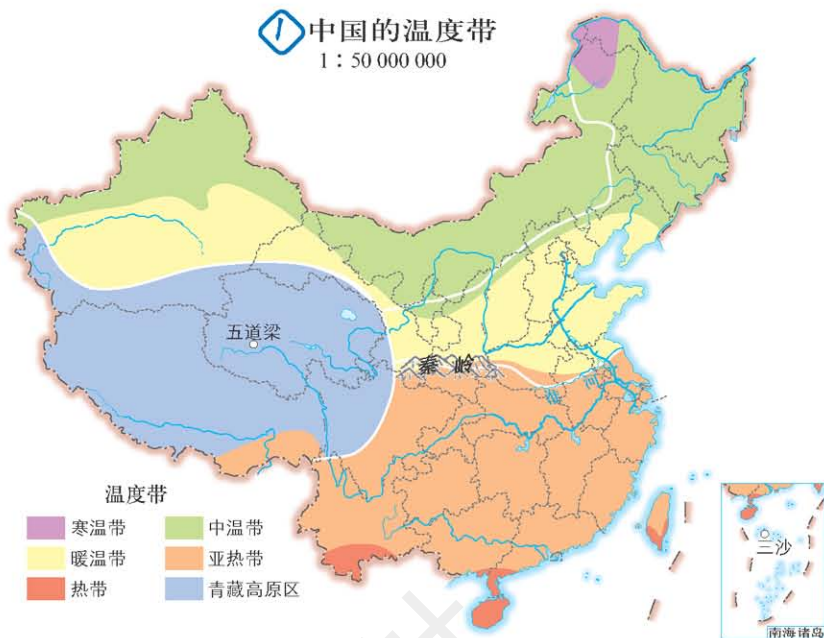 1 中国的温度带
1：50 000 000
五道梁
秦岭
淮河
温度带
寒温带
中温带
暖温带
亚热带
热带
青藏高原区
三沙
南海诸岛